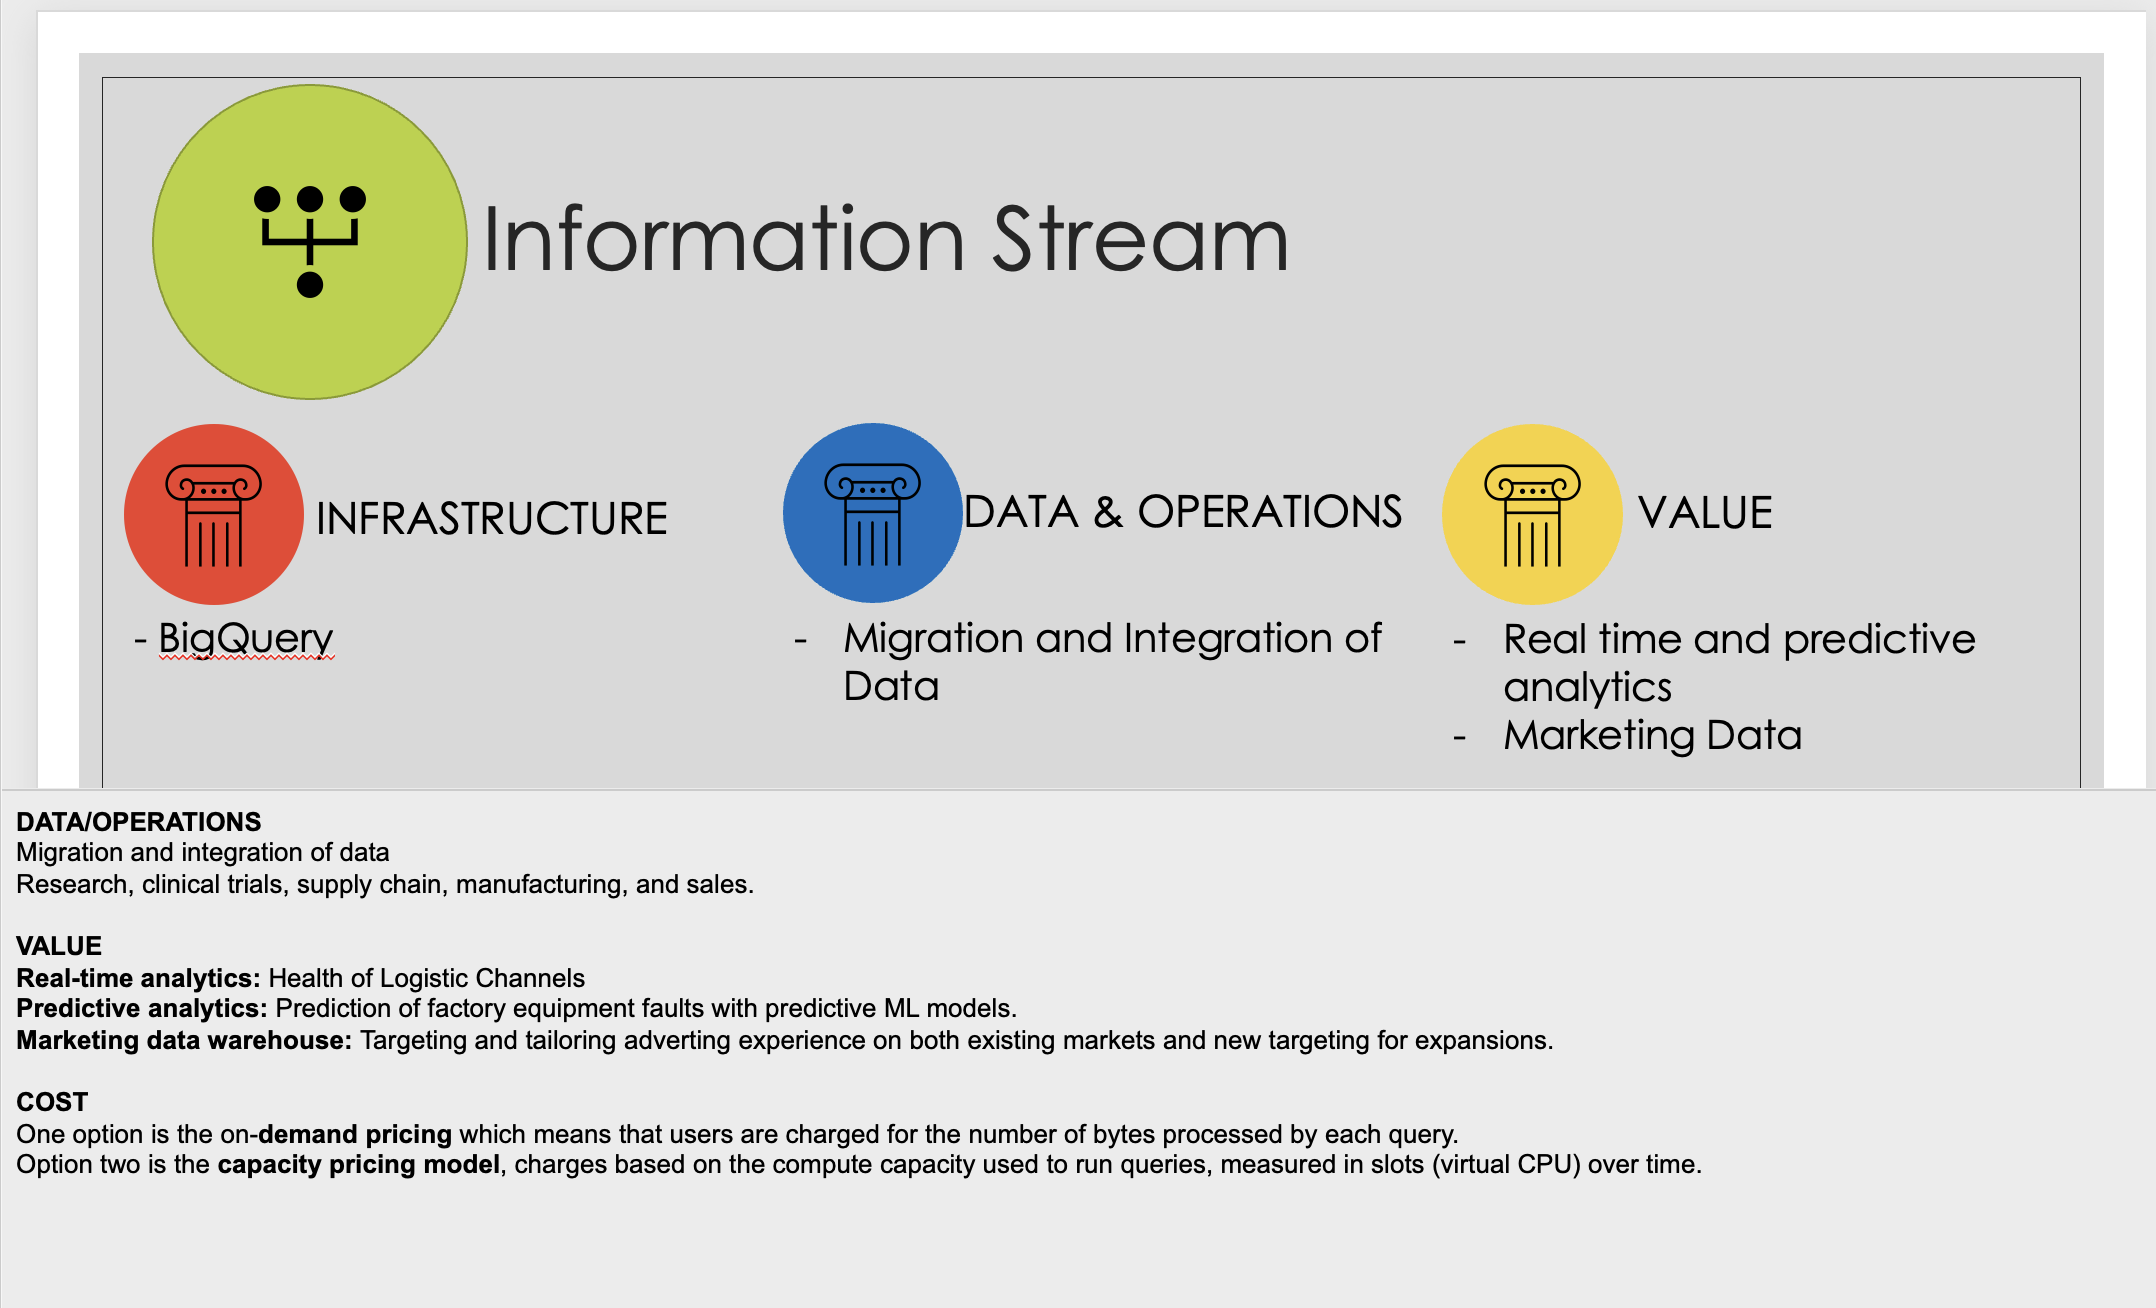 Information Stream
INFRASTRUCTURE
- BigQuery
DATA & OPERATIONS
- Migration and Integration of
Data
VALUE
- Real time and predictive
analytics
- Marketing Data
DATA/OPERATIONS
Migration and integration of data
Research, clinical trials, supply chain, manufacturing, and sales.
VALUE
Real-time analytics: Health of Logistic Channels
Predictive analytics: Prediction of factory equipment faults with predictive ML models.
Marketing data warehouse: Targeting and tailoring adverting experience on both existing markets and new targeting for expansions.
COST
One option is the on-demand pricing which means that users are charged for the number of bytes processed by each query.
Option two is the capacity pricing model, charges based on the compute capacity used to run queries, measured in slots (virtual CPU) over time.